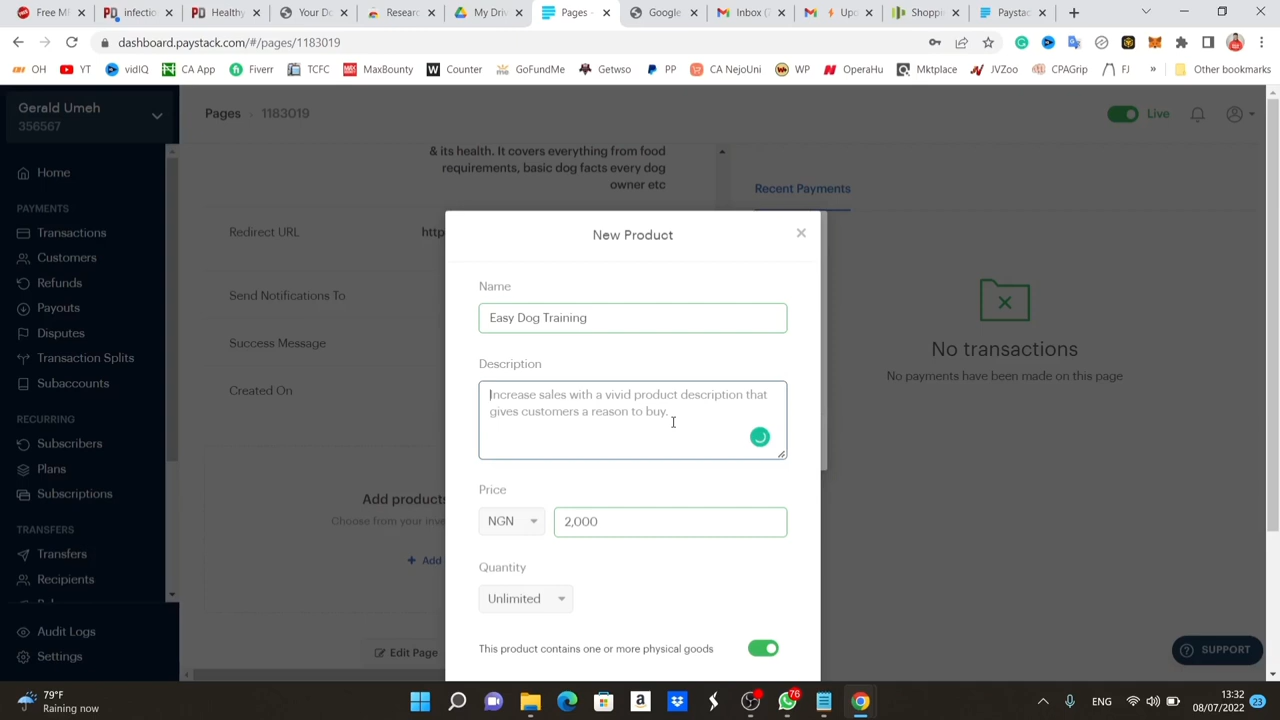 Free MI
infectio
Healthy
Your Do
Researc
My Driv
Pages -
Google
Inbox (
Upo
Shoppi
Paystac
dashboard.paystack.com/#/pages/1183019
OH
YT
vidIQ
CA App
Fiverr
TCFC
MaxBounty
Counter
GoFundMe
Getwso
PP
CA NejoUni
WP
OperaHu
Mktplace
JVZoo
CPAGrip
FJ
»
Other bookmarks
Gerald Umeh
356567
Pages - 1183019
Live
Home
PAYMENTS
Transactions
Customers
Refunds
Payouts
Disputes
Transaction Splits
Subaccounts
RECURRING
Subscribers
Plans
Subscriptions
TRANSFERS
Transfers
Recipients
Audit Logs
Settings
& its health. It covers everything from food
requirements, basic dog facts every dog
owner etc
Redirect URL
http
Send Notifications To
Success Message
Created On
Add products
Choose from your inve
+ Add
Edit Page
New Product
Name
Easy Dog Training
Description
Increase sales with a vivid product description that
gives customers a reason to buy.
Price
NGN
2,000
Quantity
Unlimited
This product contains one or more physical goods
Recent Payments
No transactions
No payments have been made on this page
SUPPORT
79°F
Raining now
76
ENG
13:32
08/07/2022
23